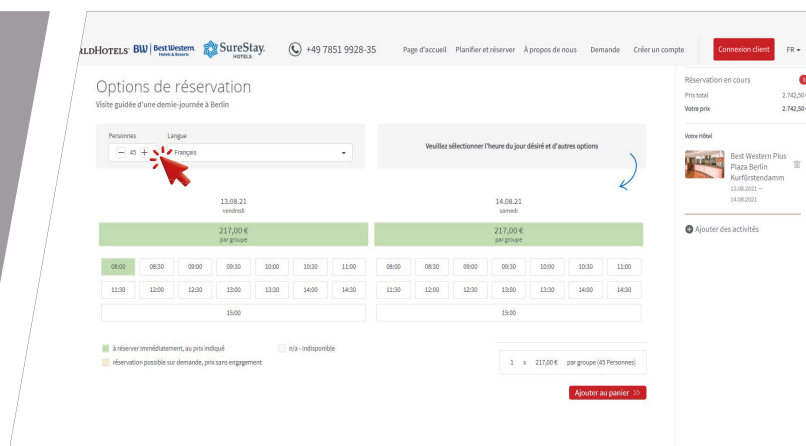 LDHOTELS BW Best Western Hotels & Resorts SureStay HOTELS +49 7851 9928-35 Page d'accueil Planifier et réserver À propos de nous Demande Créer un compte Connexion client FR
Options de réservation
Visite guidée d'une demie-journée à Berlin
Personnes Langue
− 45 + Français
Veuillez sélectionner l'heure du jour désiré et d'autres options
13.08.21
vendredi
217,00 €
par groupe
08:00 08:30 09:00 09:30 10:00 10:30 11:00
11:30 12:00 12:30 13:00 13:30 14:00 14:30
15:00
14.08.21
samedi
217,00 €
par groupe
08:00 08:30 09:00 09:30 10:00 10:30 11:00
11:30 12:00 12:30 13:00 13:30 14:00 14:30
15:00
à réserver immédiatement, au prix indiqué n/a - indisponible
réservation possible sur demande, prix sans engagement
1 x 217,00 € par groupe (45 Personnes)
Ajouter au panier >>
Réservation en cours
Prix total 2.742,50
Votre prix 2.742,50
Votre Hôtel
Best Western Plus
Plaza Berlin
Kurfürstendamm
13.08.2021 —
14.08.2021
+ Ajouter des activités